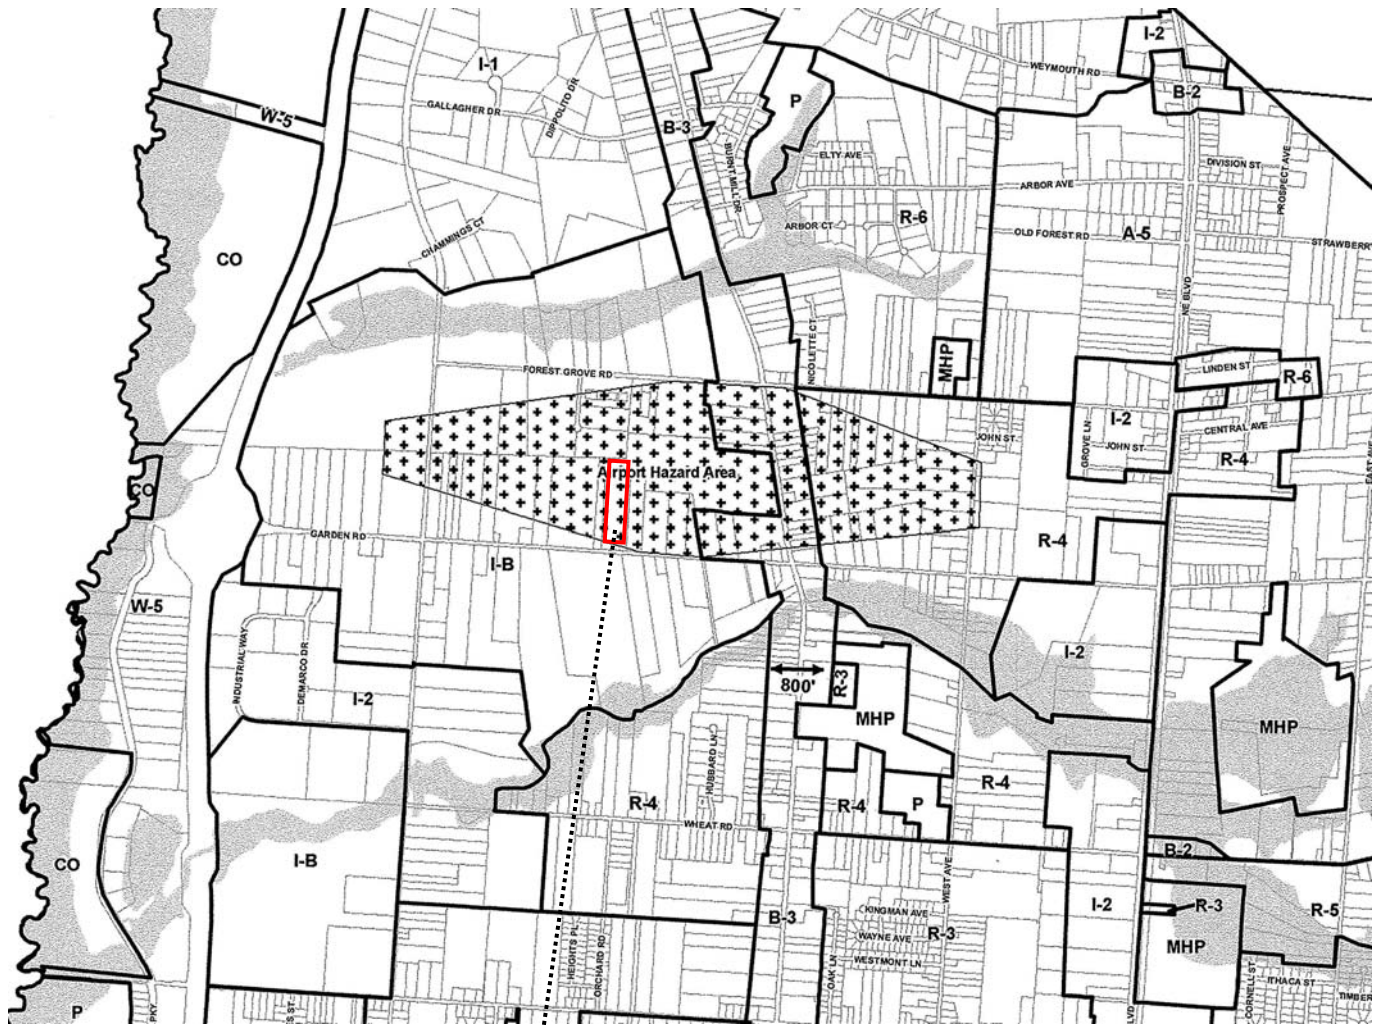 I-2
WEYMOUTH RD
I-1
B-2
P
GALLAGHER DR
DIPPOLITO DR
W-5
B-3
BURNT MILL DR
ELTY AVE
DIVISION ST
PROSPECT AVE
ARBOR AVE
R-6
ARBOR CT
OLD FOREST RD
A-5
STRAWBERRY
CHAMMINGS CT
CO
NE BLVD
NICOLETTE CT
MHP
LINDEN ST
R-6
FOREST GROVE RD
I-2
GROVE LN
JOHN ST
JOHN ST
CENTRAL AVE
R-4
EAST AVE
Airport Hazard Area
CO
GARDEN RD
I-B
R-4
W-5
INDUSTRIAL WAY
DEMARCO DR
I-2
I-2
800'
R-3
MHP
MHP
HUBBARD LN
R-4
R-4
P
R-4
WHEAT RD
B-2
CO
I-B
WEST AVE
KINGMAN AVE
WAYNE AVE
WESTMONT LN
R-3
B-3
OAK LN
I-2
R-3
R-5
MHP
HEIGHTS PL
ORCHARD RD
CORNELL ST
ITHACA ST
TIMBER
P
PKY
S ST
LVD